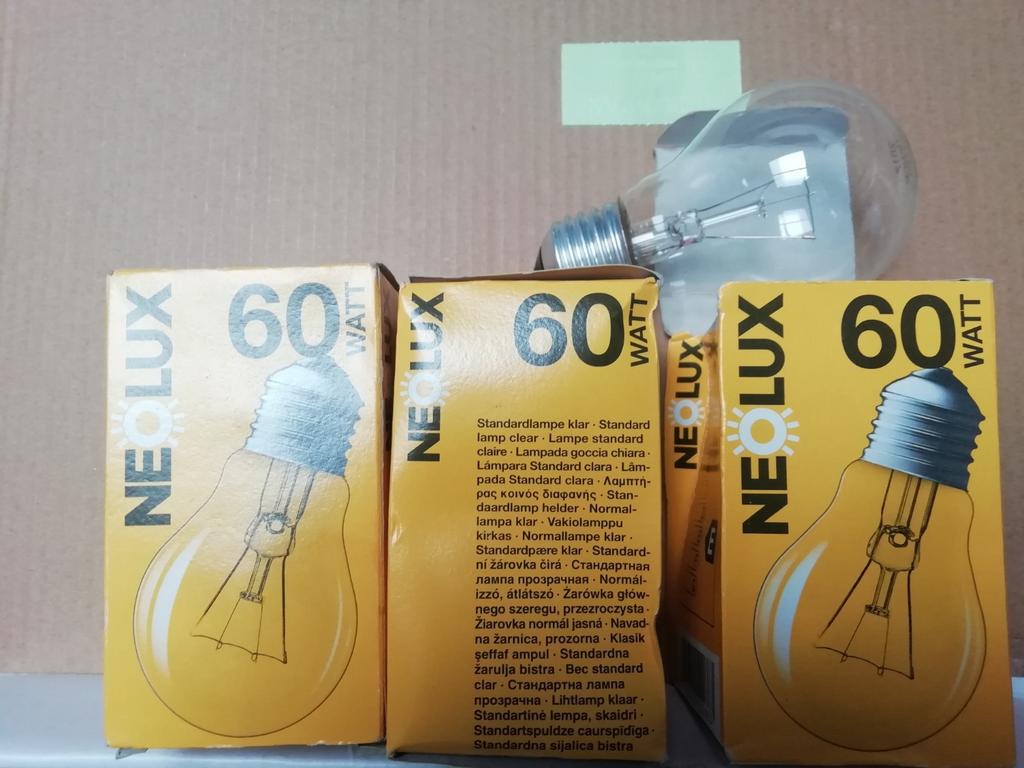 NEOLUX
60
WATT
NEOLUX
60
WATT
Standardlampe klar · Standard
lamp clear · Lampe standard
claire · Lampada goccia chiara ·
Lámpara Standard clara · Lâm-
pada Standard clara · Λαμπτή-
ρας κοινός διαφανής · Stan-
daardlamp helder · Normal-
lampa klar · Vakiolamppu
kirkas · Normallampe klar ·
Standardpære klar · Standard-
ní žárovka čirá · Стандартная
лампа прозрачная · Normál-
izzó, átlátszó · Żarówka głów-
nego szeregu, przezroczysta ·
Žiarovka normál jasná · Navad-
na žarnica, prozorna · Klasik
şeffaf ampul · Standardna
žarulja bistra · Bec standard
clar · Стандартна лампа
прозрачна · Lihtlamp klaar ·
Standartinė lempa, skaidri ·
Standartspuldze caurspīdīga ·
Standardna sijalica bistra
NEOLUX
E
NEOLUX
60
WATT